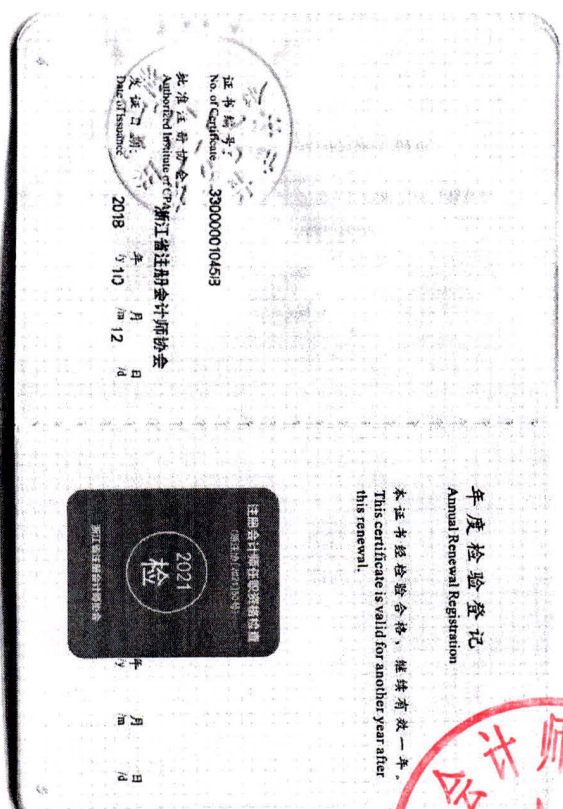 证书编号:
No. of Certificate
批准注册协会:
Authorized Institute of CPAs
浙江省注册会计师协会
发证日期:
Date of Issuance
年 月 日
2018 /y 10 /m 12 /d
年度检验登记
Annual Renewal Registration
本证书经检验合格,继续有效一年。
This certificate is valid for another year after
this renewal.
注册会计师任职资格检查
2021
检
浙江省注册会计师协会
年 月 日
/y /m /d
计师